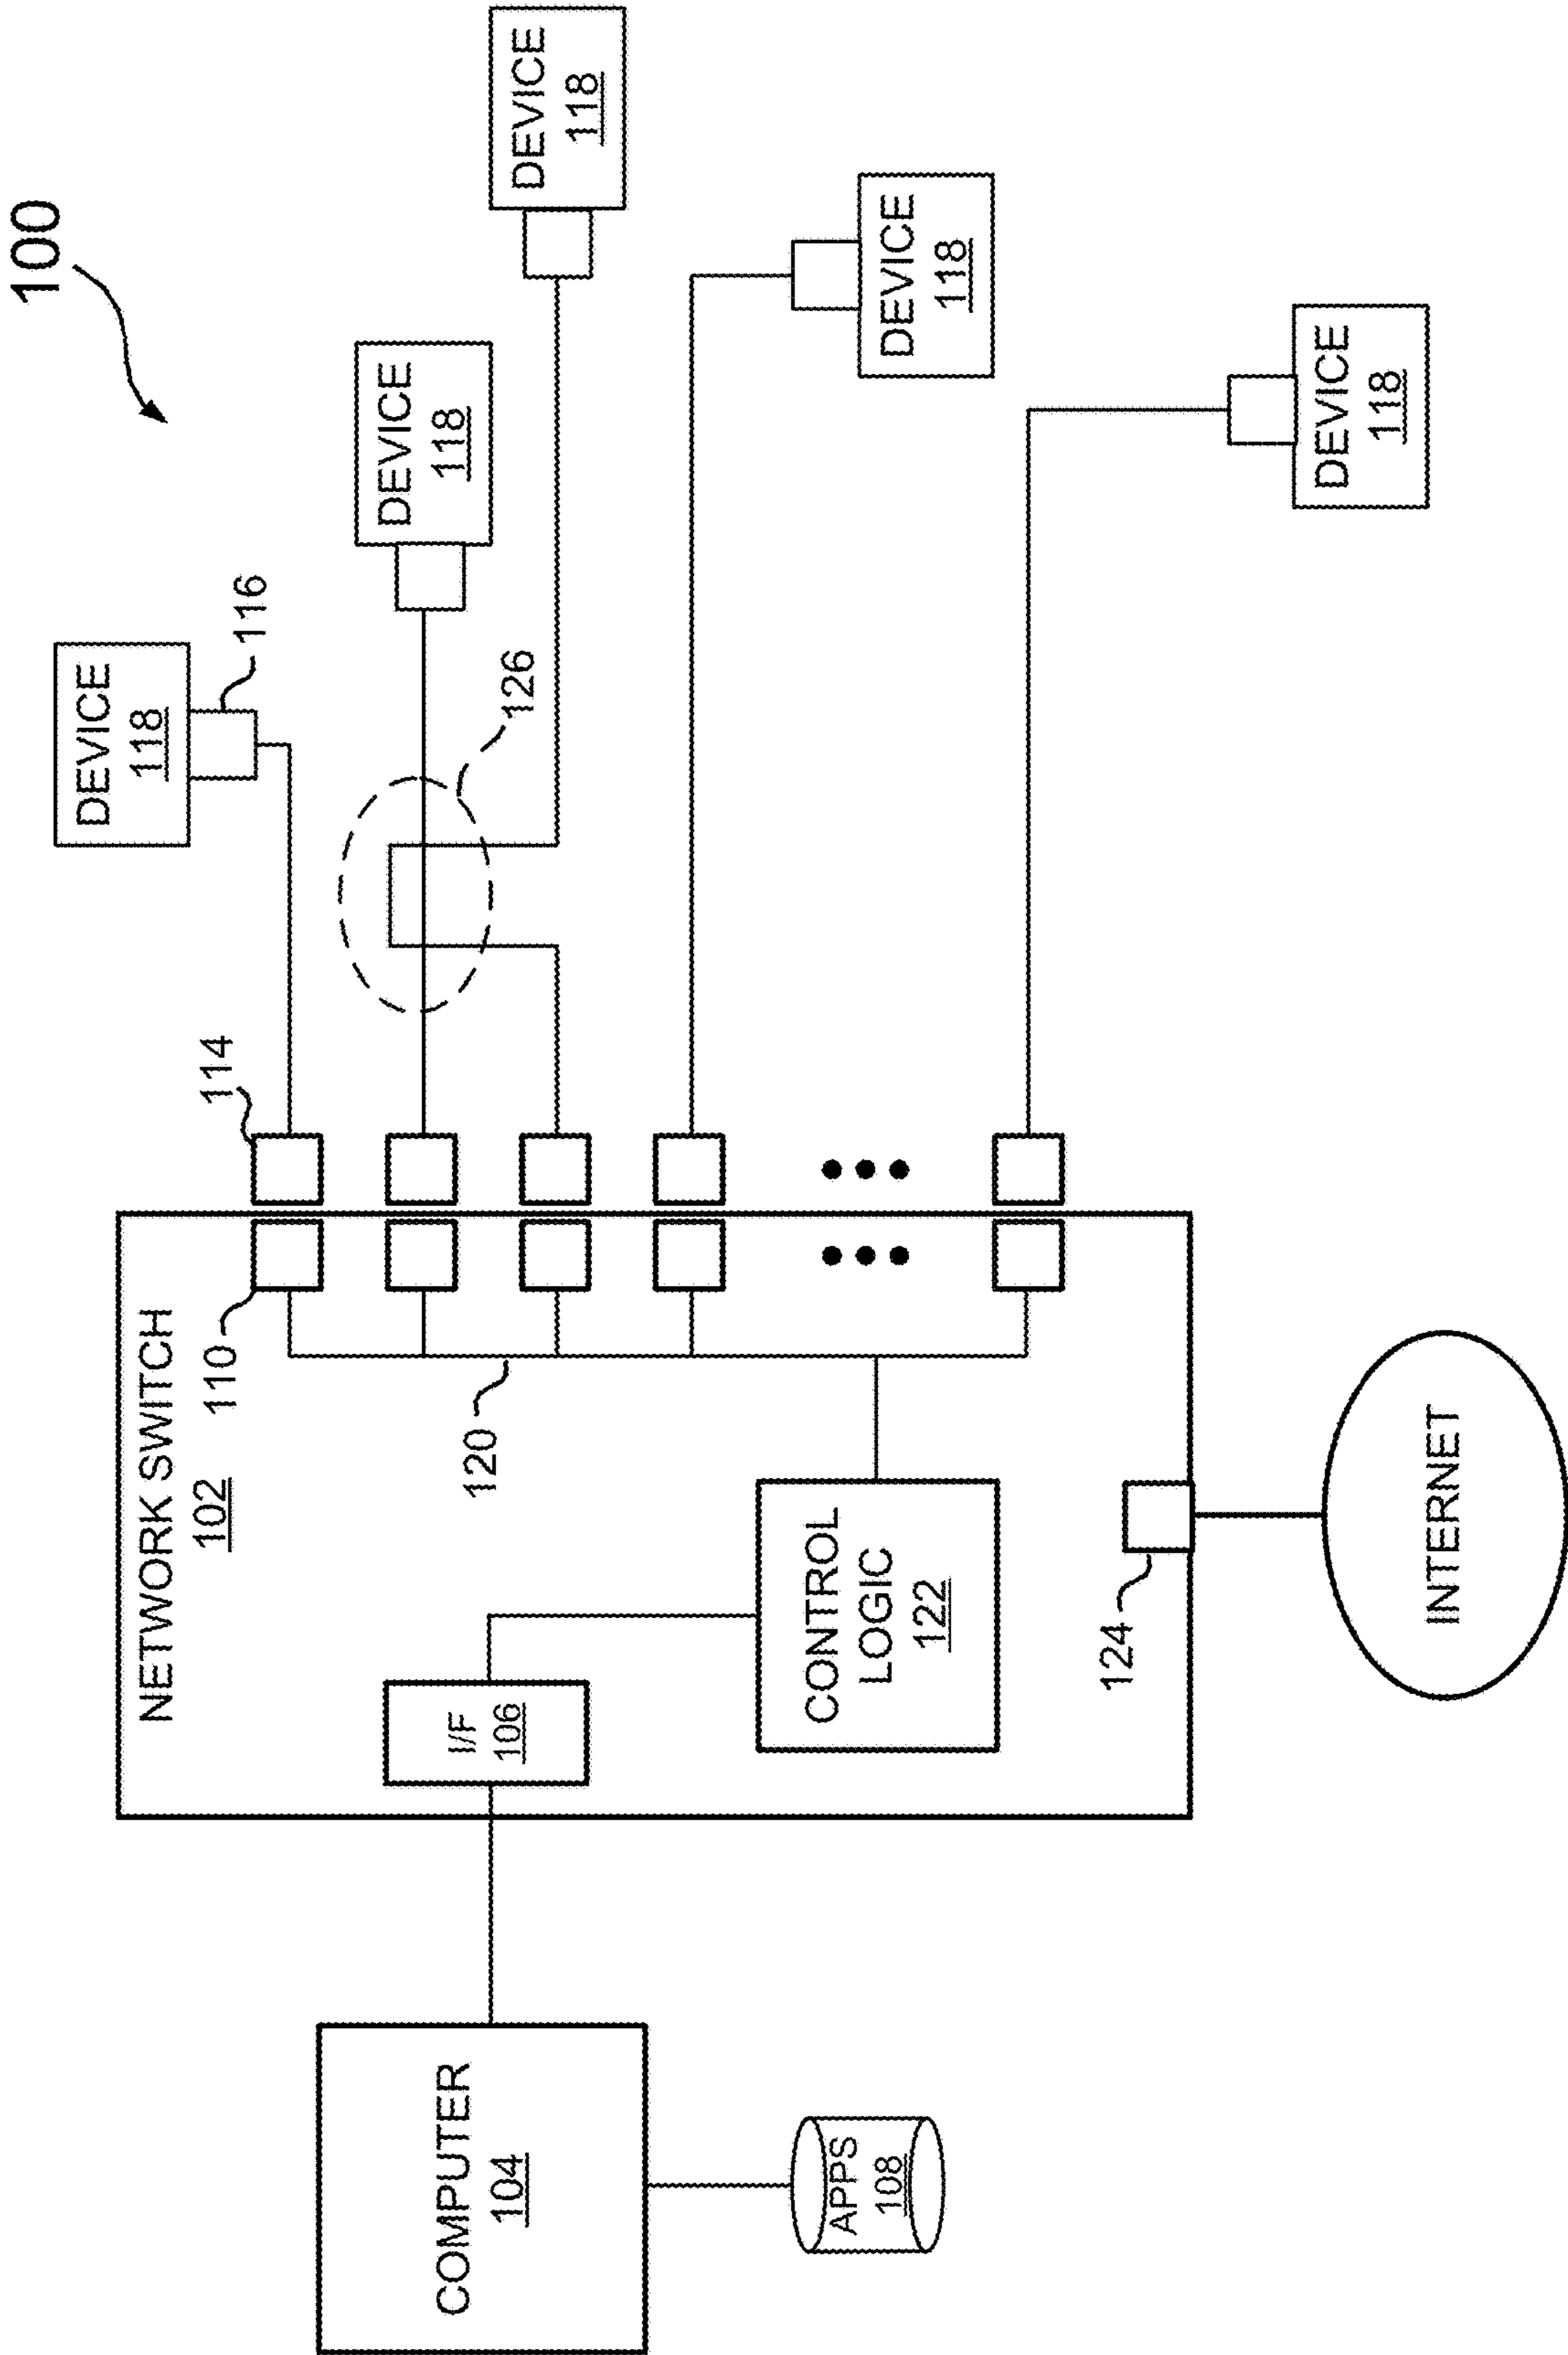 100
DEVICE
118
116
DEVICE
118
DEVICE
118
126
DEVICE
118
DEVICE
118
114
NETWORK SWITCH
102
110
120
I/F
106
CONTROL
LOGIC
122
124
COMPUTER
104
APPS
108
INTERNET